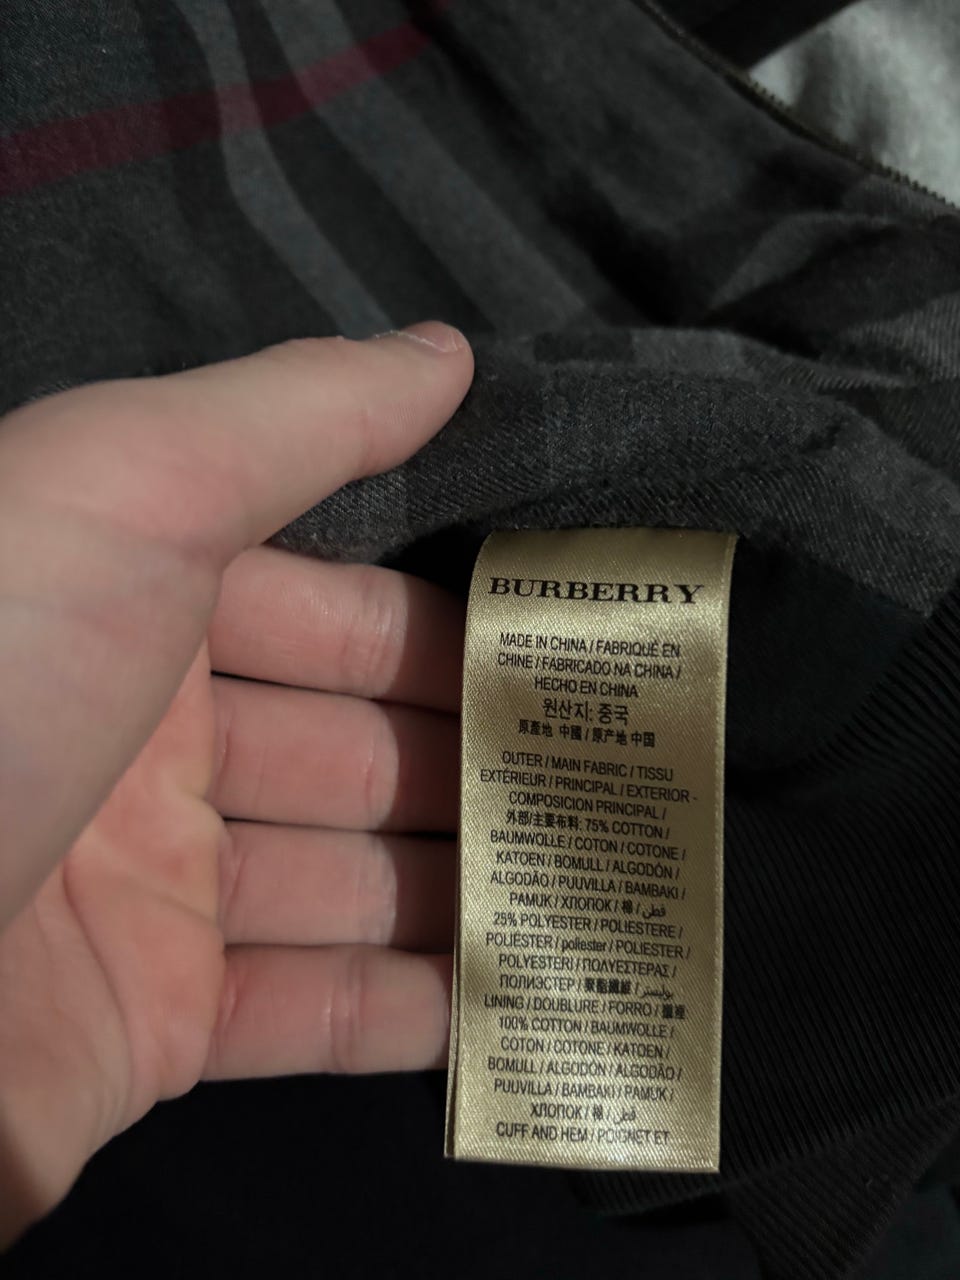 BURBERRY
MADE IN CHINA / FABRIQUÉ EN
CHINE / FABRICADO NA CHINA /
HECHO EN CHINA
원산지: 중국
原產地 中國 / 原产地 中国
OUTER / MAIN FABRIC / TISSU
EXTÉRIEUR / PRINCIPAL / EXTERIOR -
COMPOSICION PRINCIPAL /
外部/主要布料: 75% COTTON /
BAUMWOLLE / COTON / COTONE /
KATOEN / BOMULL / ALGODÓN /
ALGODÃO / PUUVILLA / BAMBAKI /
PAMUK / ХЛОПОК / 棉 / قطن
25% POLYESTER / POLIESTERE /
POLIÉSTER / poliester / POLIESTER /
POLYESTERI / ΠΟΛΥΕΣΤΕΡΑΣ /
ПОЛИЭСТЕР / 聚酯纖維 / بوليستر
LINING / DOUBLURE / FORRO /
100% COTTON / BAUMWOLLE /
COTON / COTONE / KATOEN /
BOMULL / ALGODÓN / ALGODÃO /
PUUVILLA / BAMBAKI / PAMUK /
ХЛОПОК / 棉 / قطن
CUFF AND HEM / POIGNET ET